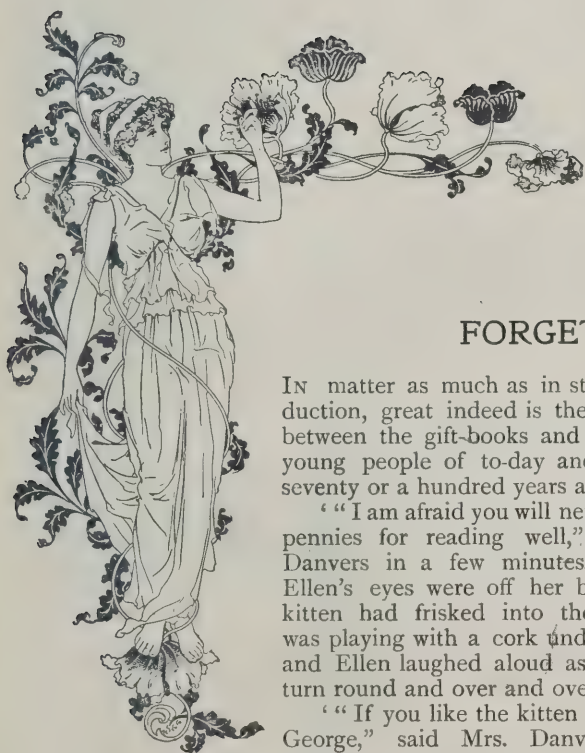 FORGET
IN matter as much as in st
duction, great indeed is the
between the gift-books and
young people of to-day an
seventy or a hundred years a
‘ “ I am afraid you will ne
pennies for reading well,”
Danvers in a few minutes
Ellen's eyes were off her b
kitten had frisked into the
was playing with a cork und
and Ellen laughed aloud as
turn round and over and ove
‘ “ If you like the kitten
George,” said Mrs. Danv